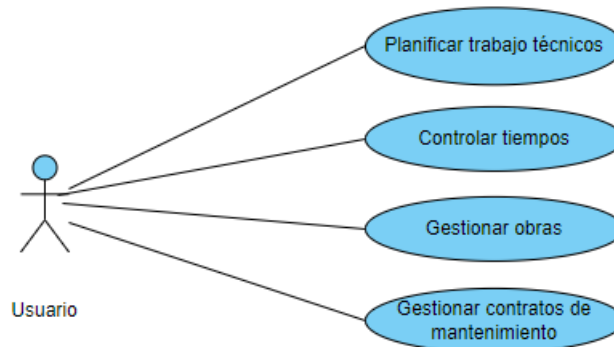 Planificar trabajo técnicos
Controlar tiempos
Gestionar obras
Usuario
Gestionar contratos de
mantenimiento